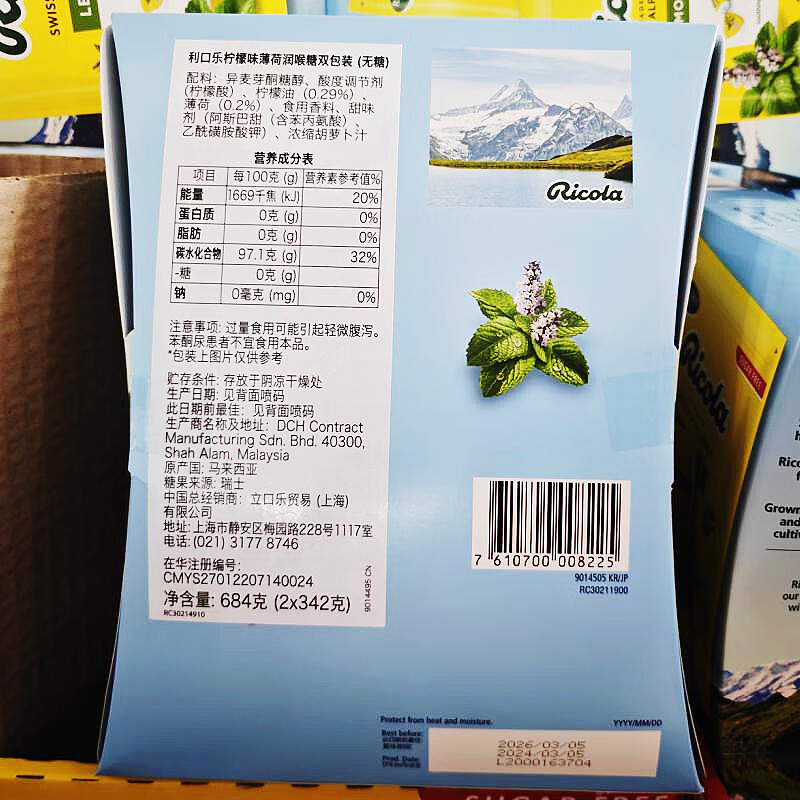 SWISS
利口乐柠檬味薄荷润喉糖双包装 (无糖)
配料: 异麦芽酮糖醇、酸度调节剂
(柠檬酸) 、柠檬油 (0.29%)
薄荷 (0.2%) 、食用香料、甜味
剂 (阿斯巴甜 (含苯丙氨酸) 、
乙酰磺胺酸钾) 、浓缩胡萝卜汁
营养成分表
项目 每100克 (g) 营养素参考值%
能量 1669千焦 (kJ) 20%
蛋白质 0克 (g) 0%
脂肪 0克 (g) 0%
碳水化合物 97.1克 (g) 32%
-糖 0克 (g)
钠 0毫克 (mg) 0%
注意事项: 过量食用可能引起轻微腹泻。
苯酮尿患者不宜食用本品。
*包装上图片仅供参考
贮存条件: 存放于阴凉干燥处
生产日期: 见背面喷码
此日期前最佳: 见背面喷码
生产商名称及地址: DCH Contract
Manufacturing Sdn. Bhd. 40300,
Shah Alam, Malaysia
原产国: 马来西亚
糖果来源: 瑞士
中国总经销商: 立口乐贸易 (上海)
有限公司
地址: 上海市静安区梅园路228号1117室
电话: (021) 3177 8746
在华注册编号:
CMYS27012207140024
净含量: 684克 (2x342克)
RC30214910
9014495 CN
Ricola
7 610700 008225
9014505 KR/JP
RC30211900
Protect from heat and moisture.
YYYY/MM/DD
Best before:
Prod. Date:
2026/03/05
2024/03/05
L2000163704
Ricola
SUGAR FREE
Grown
and
SUGAR FREE